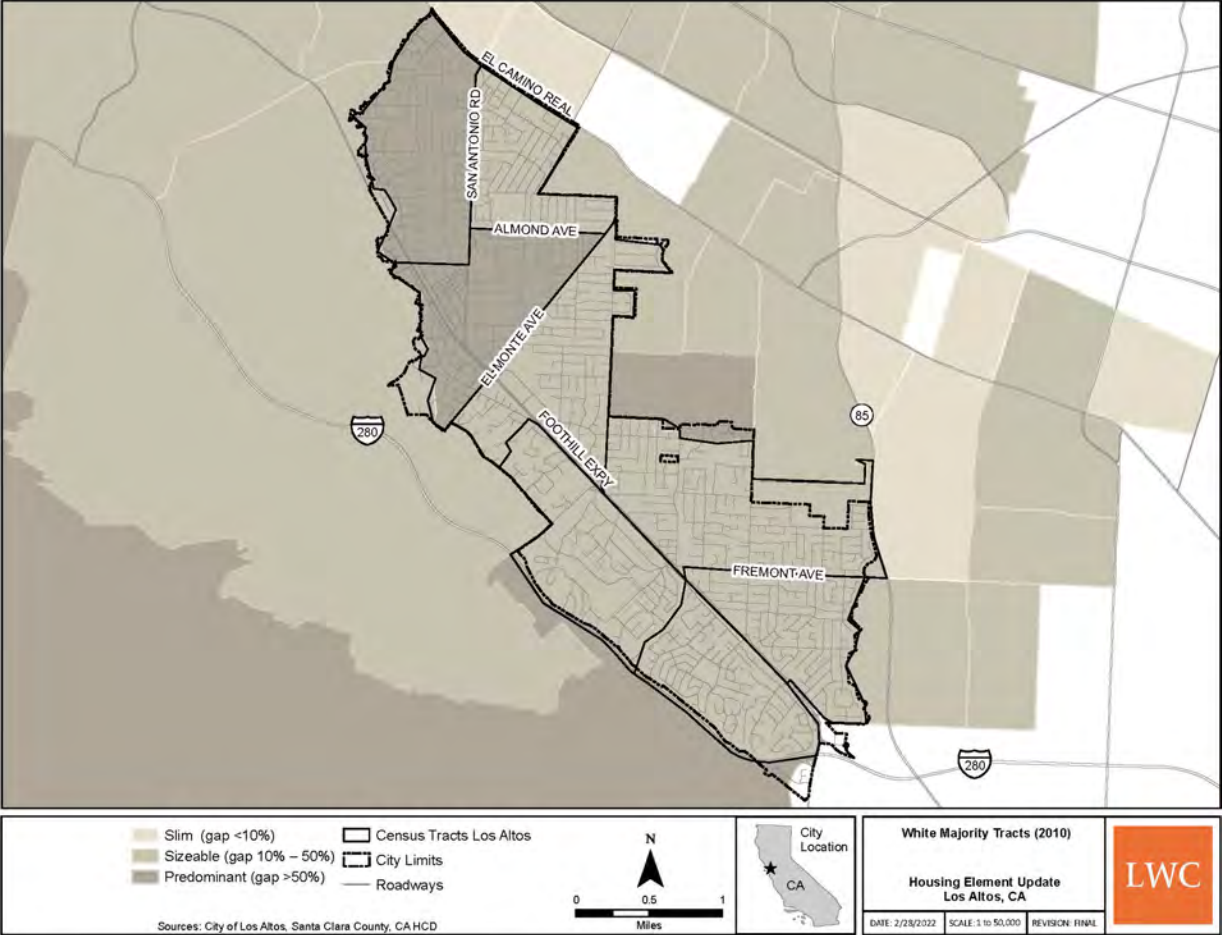 EL CAMINO REAL
SAN ANTONIO RD
ALMOND AVE
EL MONTE AVE
FOOTHILL EXPY
85
280
FREMONT AVE
280
Slim (gap <10%)
Sizeable (gap 10% – 50%)
Predominant (gap >50%)
Census Tracts Los Altos
City Limits
Roadways
Sources: City of Los Altos, Santa Clara County, CA HCD
N
0 0.5 1
Miles
City
Location
CA
White Majority Tracts (2010)
Housing Element Update
Los Altos, CA
DATE: 2/28/2022 SCALE: 1 to 50,000 REVISION: FINAL
LWC